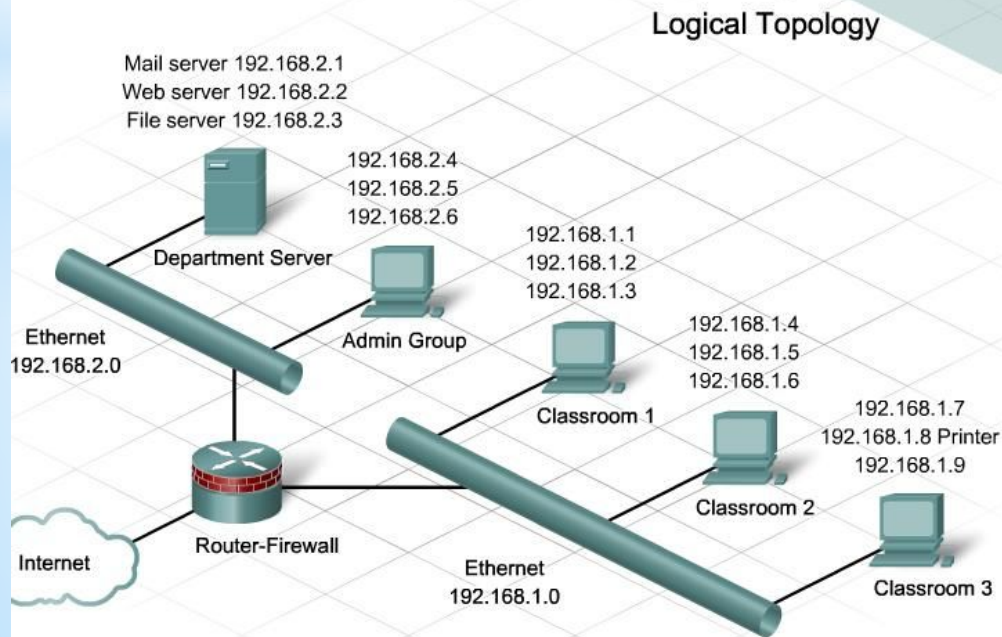 Logical Topology
Mail server 192.168.2.1
Web server 192.168.2.2
File server 192.168.2.3
192.168.2.4
192.168.2.5
192.168.2.6
Department Server
Admin Group
Ethernet
192.168.2.0
192.168.1.1
192.168.1.2
192.168.1.3
Classroom 1
192.168.1.4
192.168.1.5
192.168.1.6
Classroom 2
192.168.1.7
192.168.1.8 Printer
192.168.1.9
Classroom 3
Router-Firewall
Internet
Ethernet
192.168.1.0